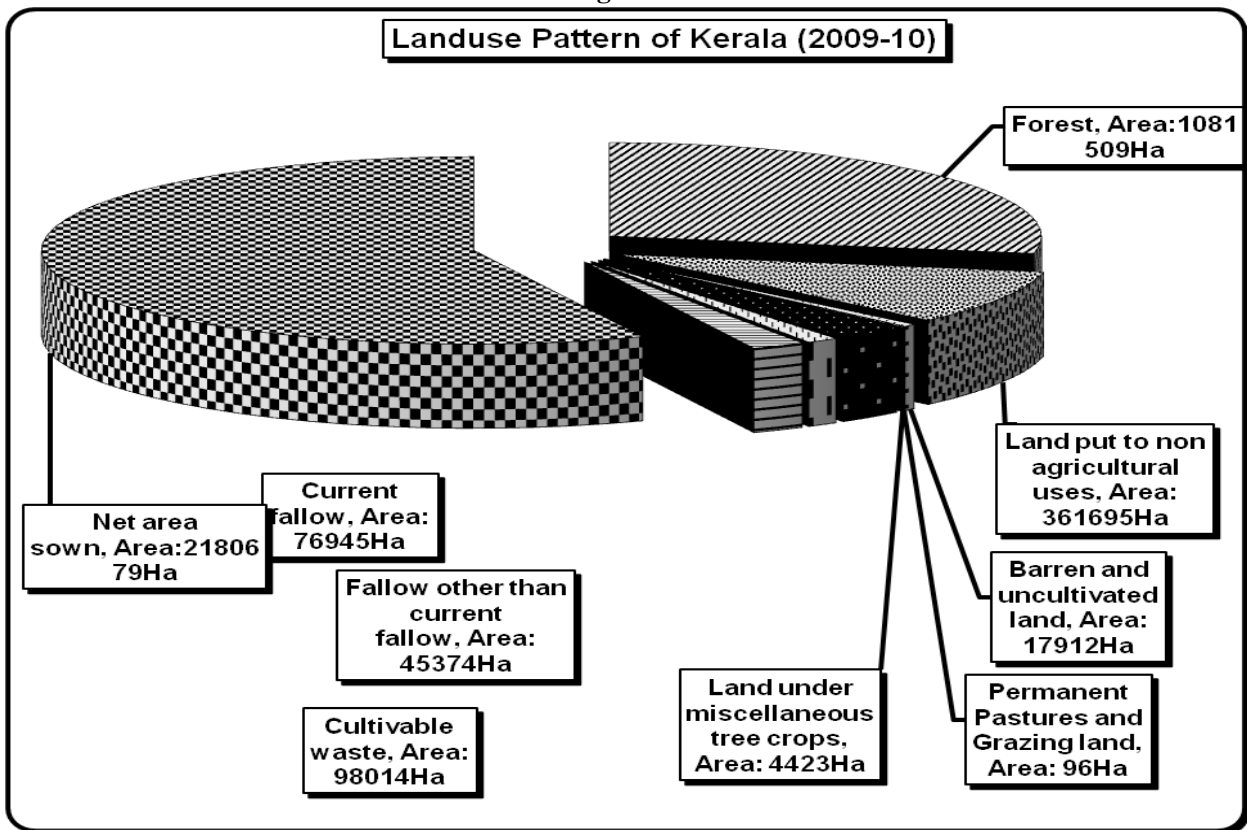 Landuse Pattern of Kerala (2009-10)
Forest, Area:1081
509Ha
Land put to non
agricultural
uses, Area:
361695Ha
Barren and
uncultivated
land, Area:
17912Ha
Permanent
Pastures and
Grazing land,
Area: 96Ha
Land under
miscellaneous
tree crops,
Area: 4423Ha
Cultivable
waste, Area:
98014Ha
Fallow other than
current
fallow, Area:
45374Ha
Current
fallow, Area:
76945Ha
Net area
sown, Area:21806
79Ha